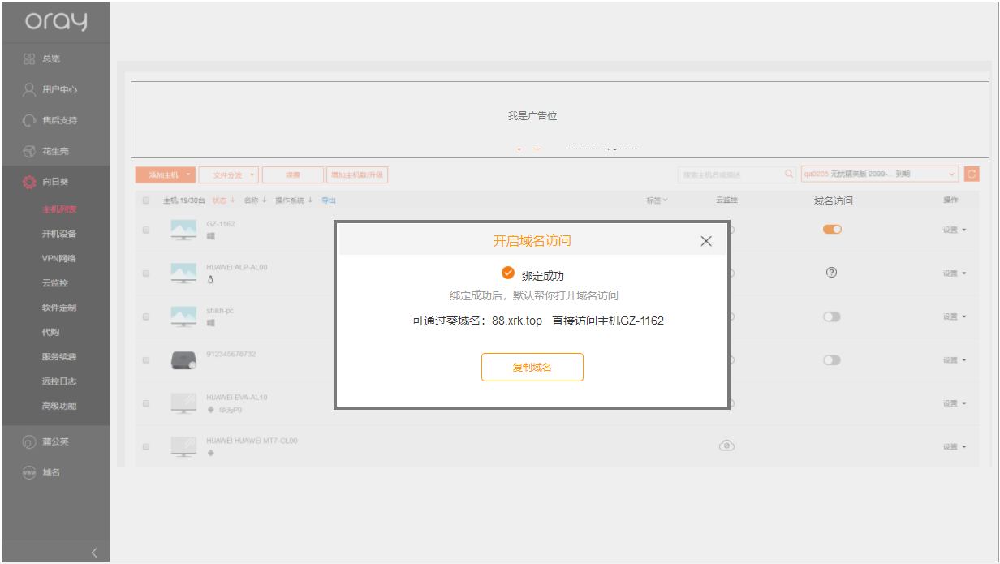 oray
总览
用户中心
售后支持
花生壳
向日葵
主机列表
开机设备
VPN网络
云监控
软件定制
代购
服务续费
远控日志
高级功能
蒲公英
域名
我是广告位
添加主机 文件分发 续费 增加主机数/升级 搜索主机名或描述 qa0205 无忧精英版 2099-... 到期
主机 19/30台 状态 名称 操作系统 导出 标签 云监控 域名访问 操作
GZ-1162 设置
HUAWEI ALP-AL00 设置
shikh-pc 设置
912345678732 设置
HUAWEI EVA-AL10 设置
华为P9
HUAWEI HUAWEI MT7-CL00 设置
开启域名访问
绑定成功
绑定成功后，默认帮你打开域名访问
可通过葵域名：88.xrk.top 直接访问主机GZ-1162
复制域名